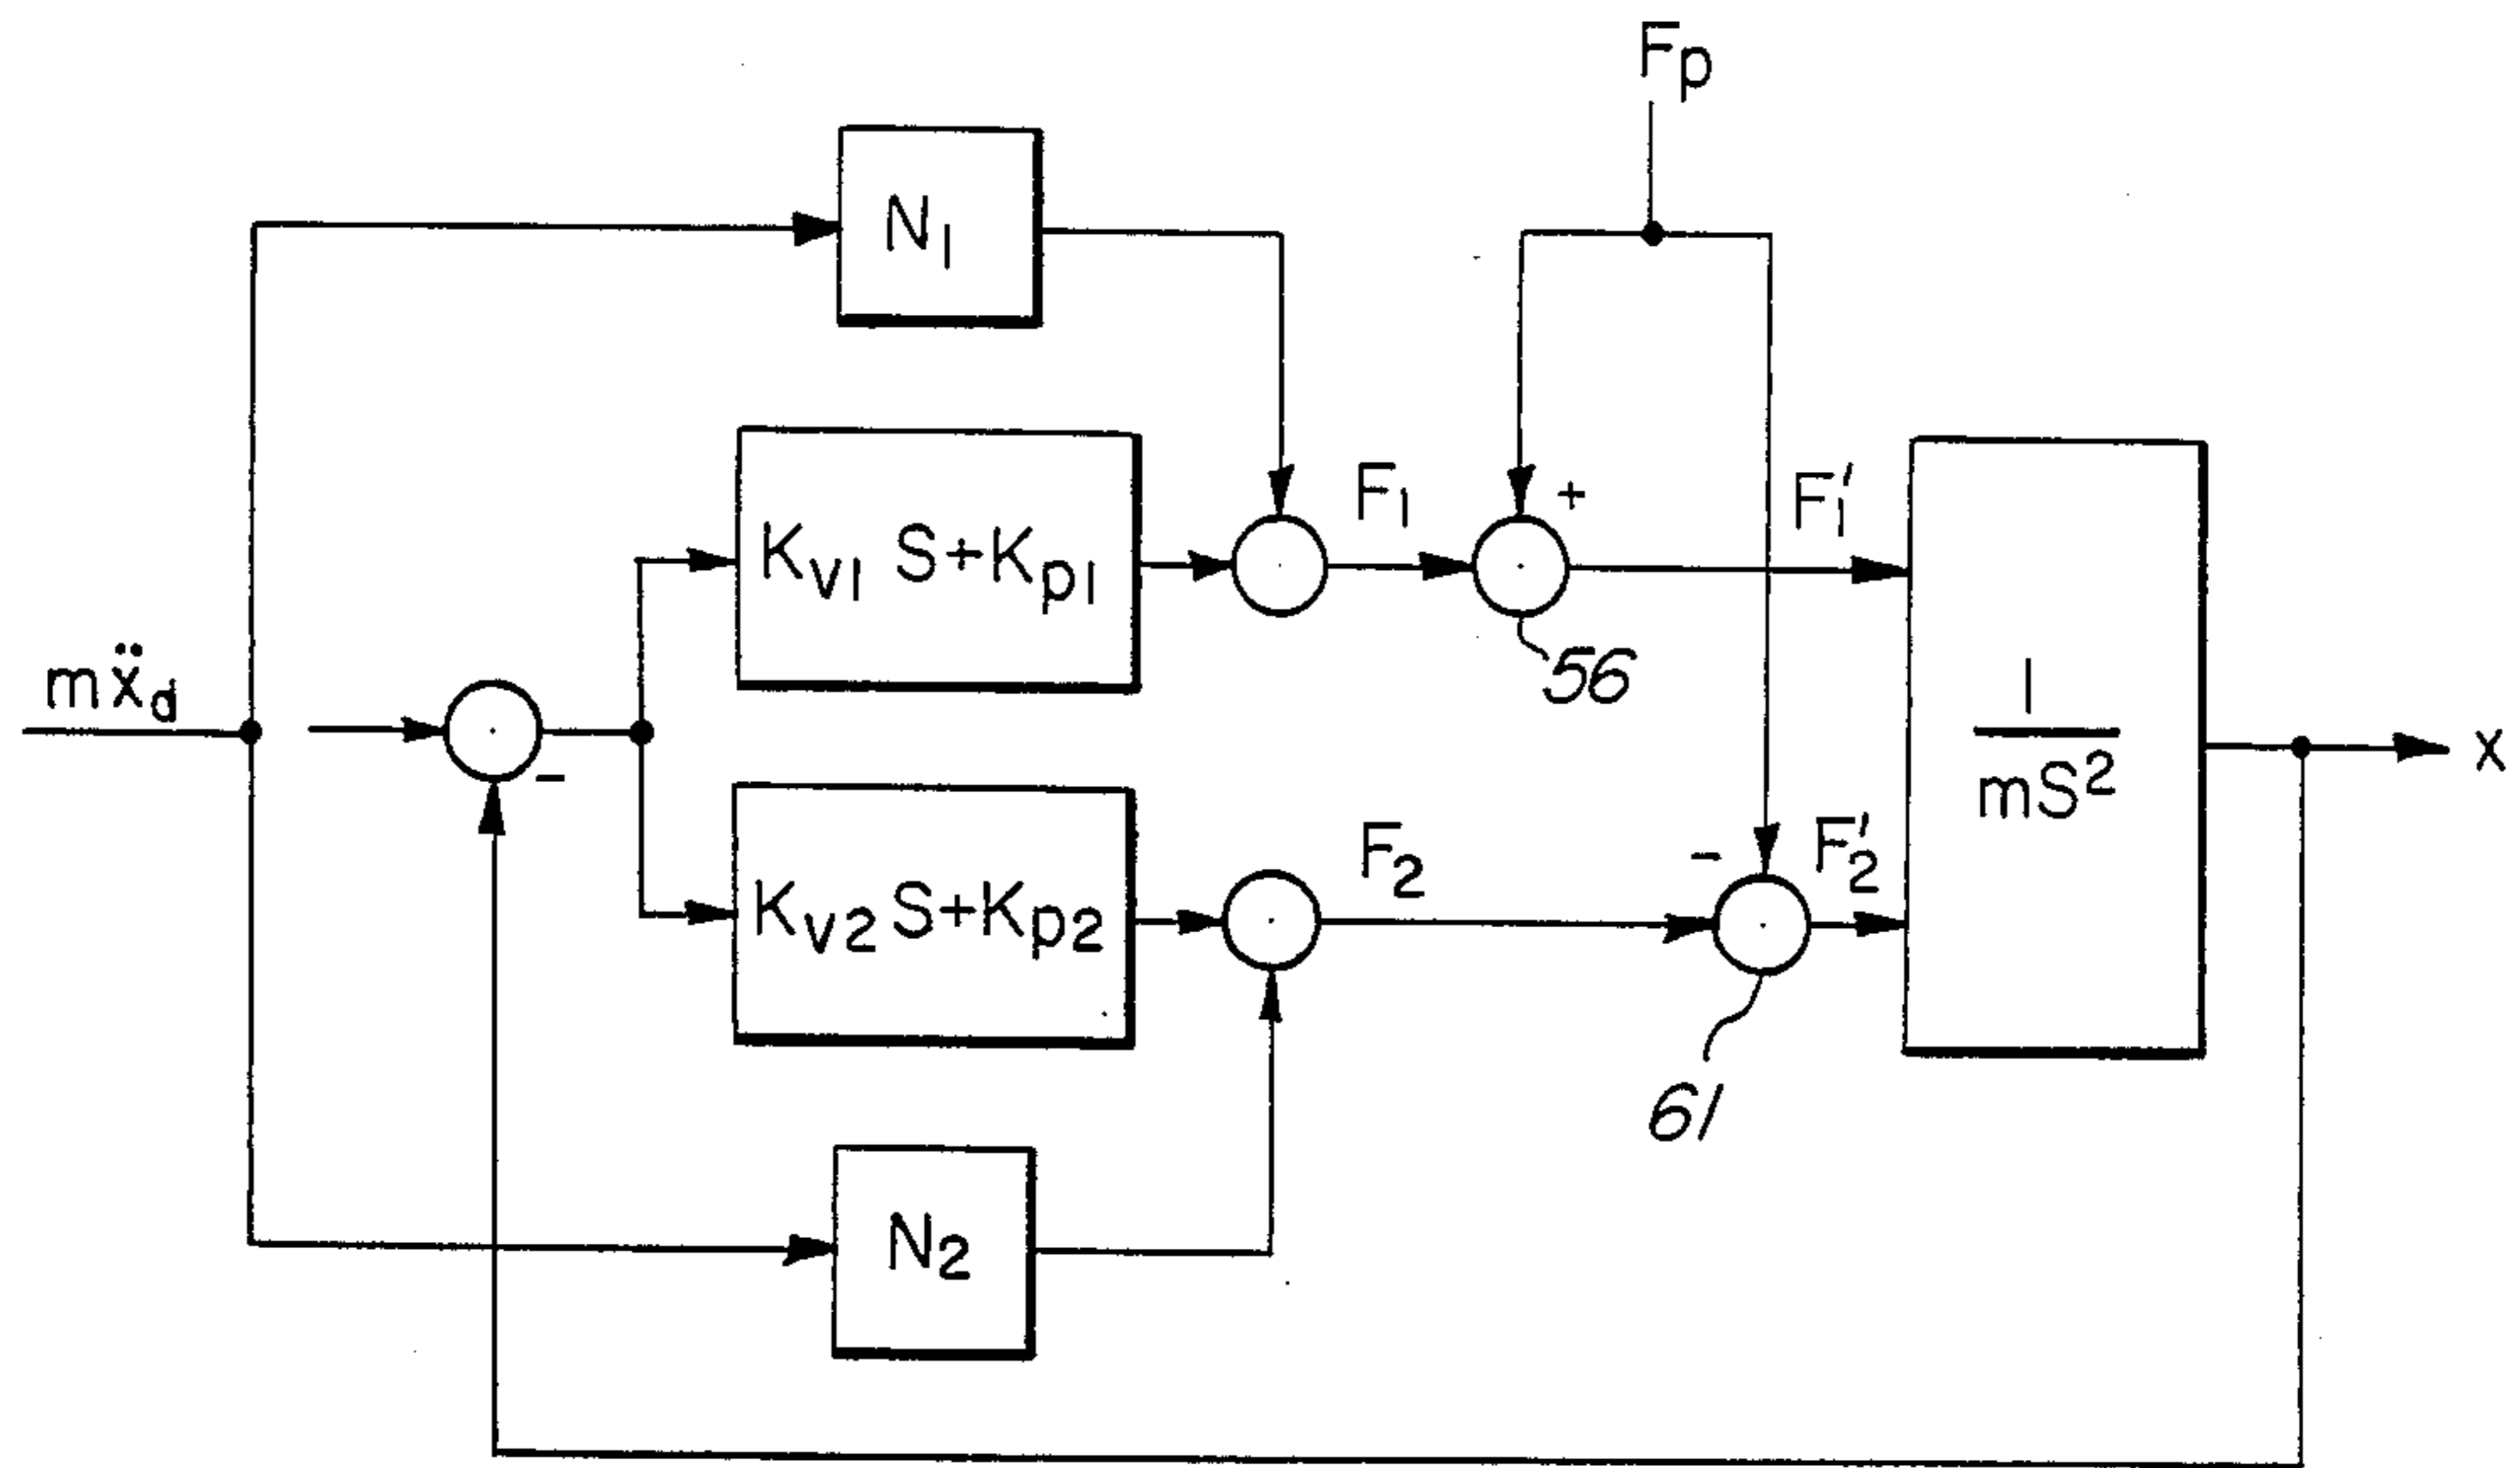 Fp
N1
Kv1 S+Kp1
F1
+
F1'
56
mẍd
-
1
mS2
x
Kv2 S+Kp2
F2
-
F2'
61
N2